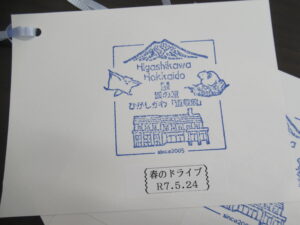 Higashikawa
Hokkaido
道の駅
ひがしかわ「道草館」
since2005
春のドライブ
R7.5.24
since2005